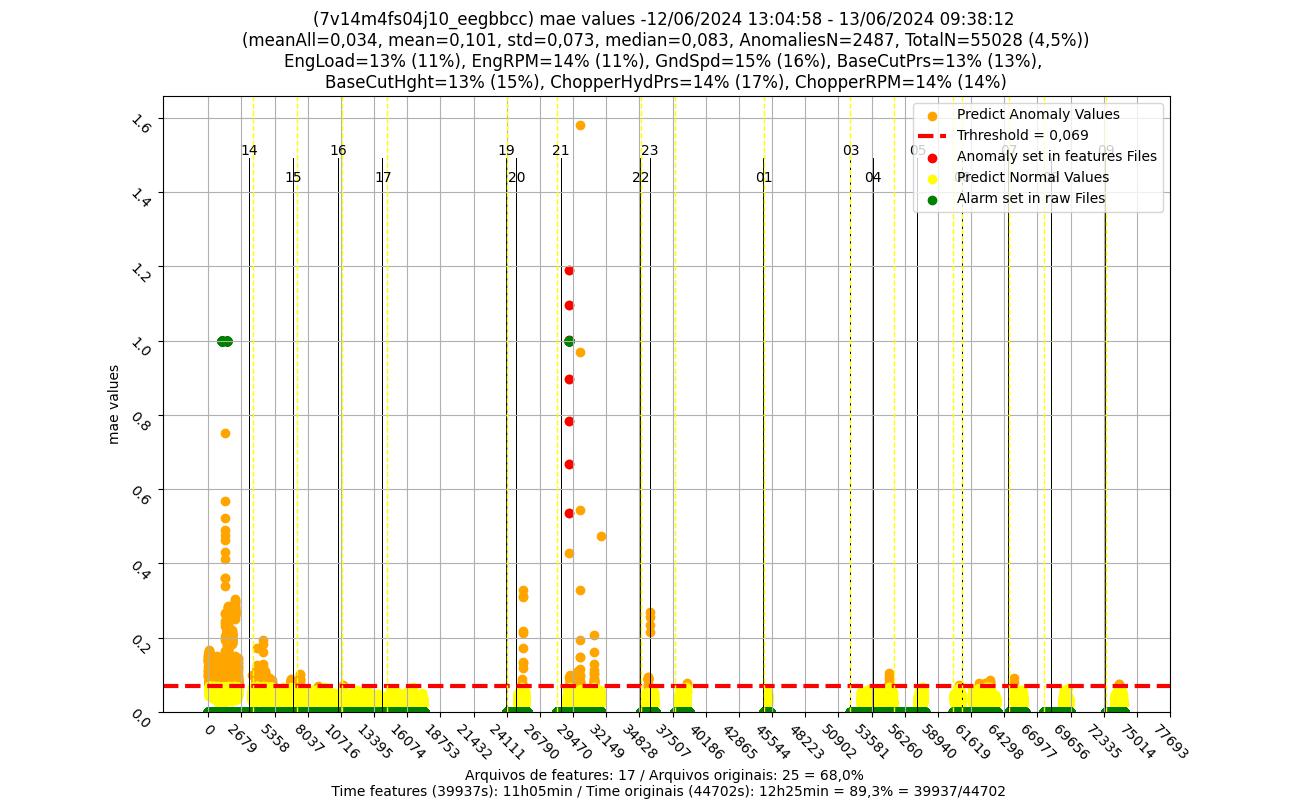 (7v14m4fs04j10_eegbbcc) mae values -12/06/2024 13:04:58 - 13/06/2024 09:38:12
(meanAll=0,034, mean=0,101, std=0,073, median=0,083, AnomaliesN=2487, TotalN=55028 (4,5%))
EngLoad=13% (11%), EngRPM=14% (11%), GndSpd=15% (16%), BaseCutPrs=13% (13%),
BaseCutHght=13% (15%), ChopperHydPrs=14% (17%), ChopperRPM=14% (14%)
Predict Anomaly Values
Trhreshold = 0,069
Anomaly set in features Files
Predict Normal Values
Alarm set in raw Files
14 16 19 21 23 03 05 07 09
15 17 20 22 01 04
mae values
1.6
1.4
1.2
1.0
0.8
0.6
0.4
0.2
0.0
0 2679 5358 8037 10716 13395 16074 18753 21432 24111 26790 29470 32149 34828 37507 40186 42865 45544 48223 50902 53581 56260 58940 61619 64298 66977 69656 72335 75014 77693
Arquivos de features: 17 / Arquivos originais: 25 = 68,0%
Time features (39937s): 11h05min / Time originais (44702s): 12h25min = 89,3% = 39937/44702